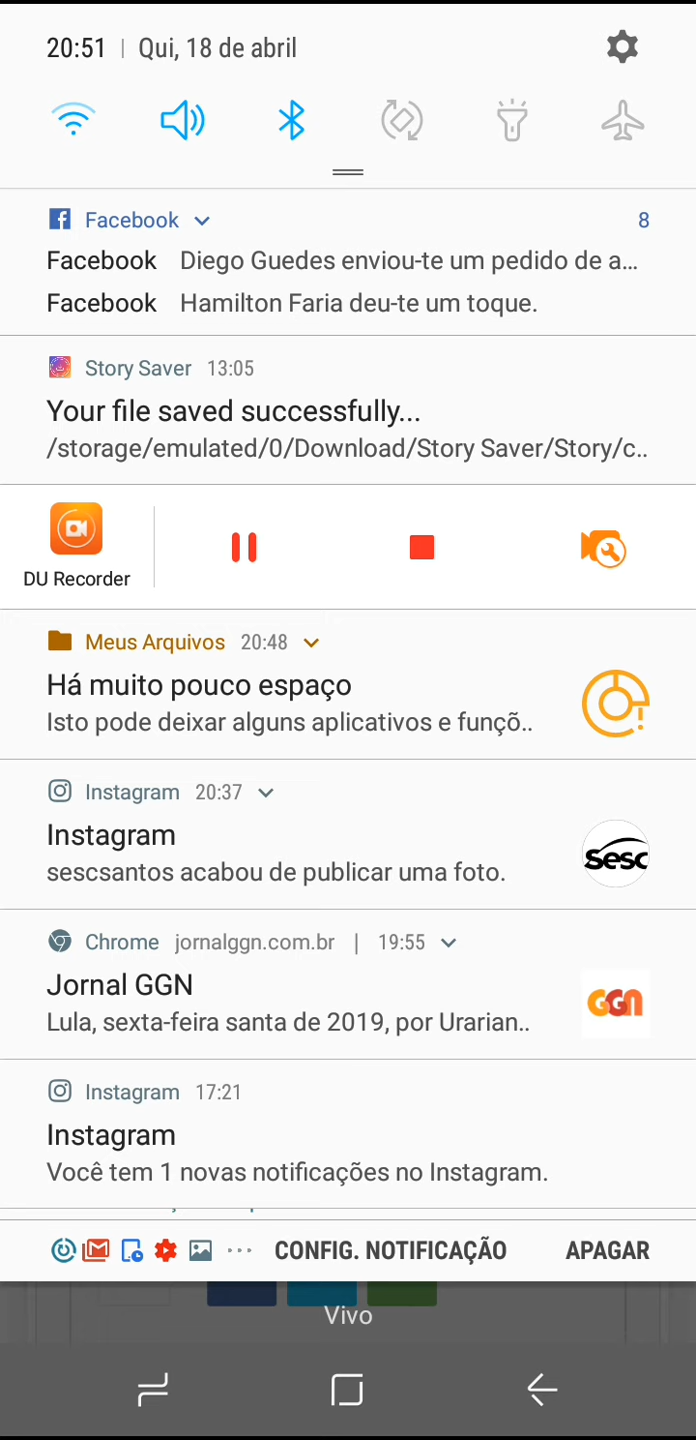 20:51 | Qui, 18 de abril
Facebook 8
Facebook Diego Guedes enviou-te um pedido de a...
Facebook Hamilton Faria deu-te um toque.
Story Saver 13:05
Your file saved successfully...
/storage/emulated/0/Download/Story Saver/Story/c..
DU Recorder
Meus Arquivos 20:48
Há muito pouco espaço
Isto pode deixar alguns aplicativos e funçõ..
Instagram 20:37
Instagram
sescsantos acabou de publicar uma foto.
Sesc
Chrome jornalggn.com.br | 19:55
Jornal GGN
Lula, sexta-feira santa de 2019, por Urarian..
GGN
Instagram 17:21
Instagram
Você tem 1 novas notificações no Instagram.
CONFIG. NOTIFICAÇÃO APAGAR
Vivo